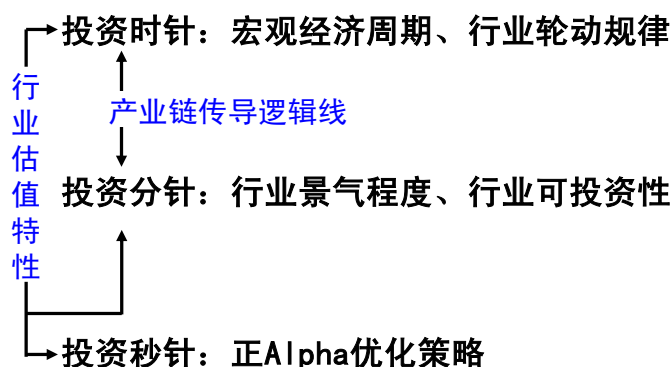 投资时针：宏观经济周期、行业轮动规律
产业链传导逻辑线
行业估值特性
投资分针：行业景气程度、行业可投资性
投资秒针：正Alpha优化策略